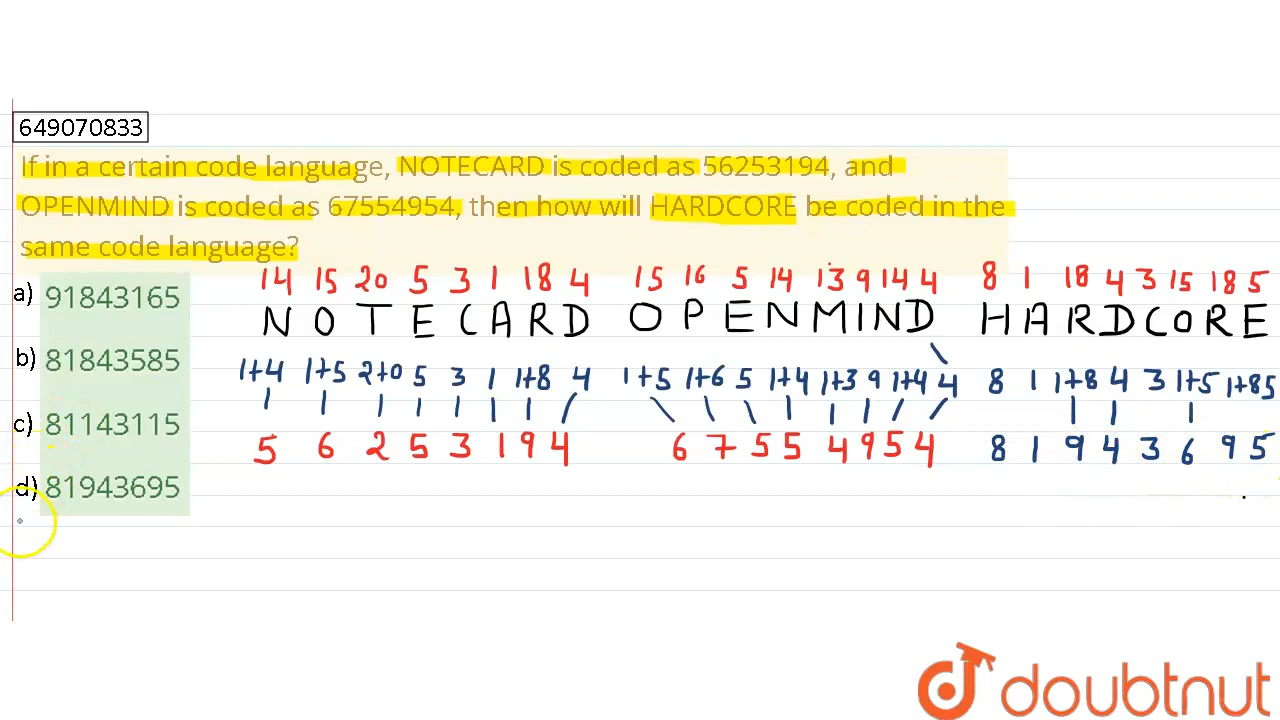 649070833
If in a certain code language, NOTECARD is coded as 56253194, and
OPENMIND is coded as 67554954, then how will HARDCORE be coded in the
same code language?
a) 91843165
b) 81843585
c) 81143115
d) 81943695
14 15 20 5 3 1 18 4 15 16 5 14 13 9 14 4 8 1 18 4 3 15 18 5
N O T E C A R D O P E N M I N D H A R D C O R E
1+4 1+5 2+0 5 3 1 1+8 4 1+5 1+6 5 1+4 1+3 9 1+4 4 8 1 1+8 4 3 1+5 1+8 5
5 6 2 5 3 1 9 4 6 7 5 5 4 9 5 4 8 1 9 4 3 6 9 5
doubtnut